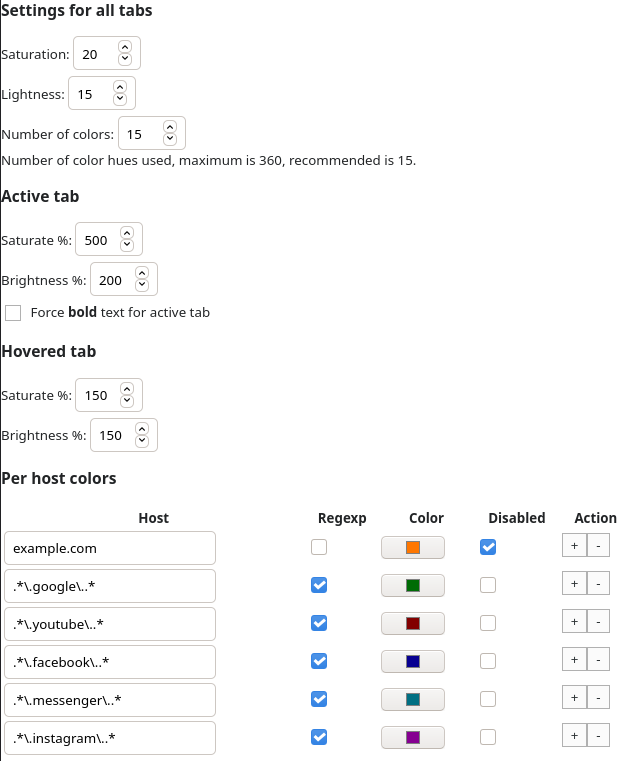 Settings for all tabs
Saturation: 20
Lightness: 15
Number of colors: 15
Number of color hues used, maximum is 360, recommended is 15.
Active tab
Saturate %: 500
Brightness %: 200
Force bold text for active tab
Hovered tab
Saturate %: 150
Brightness %: 150
Per host colors
Host Regexp Color Disabled Action
example.com + -
.*\.google\..* + -
.*\.youtube\..* + -
.*\.facebook\..* + -
.*\.messenger\..* + -
.*\.instagram\..* + -